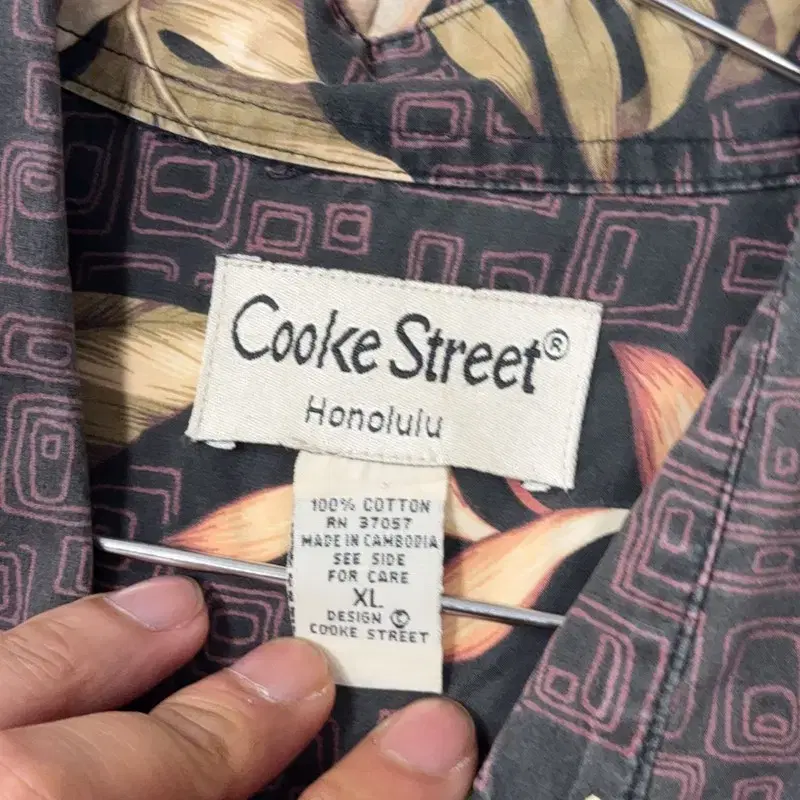 Cooke Street®
Honolulu
100% COTTON
RN 37057
MADE IN CAMBODIA
SEE SIDE
FOR CARE
XL
DESIGN ©
COOKE STREET